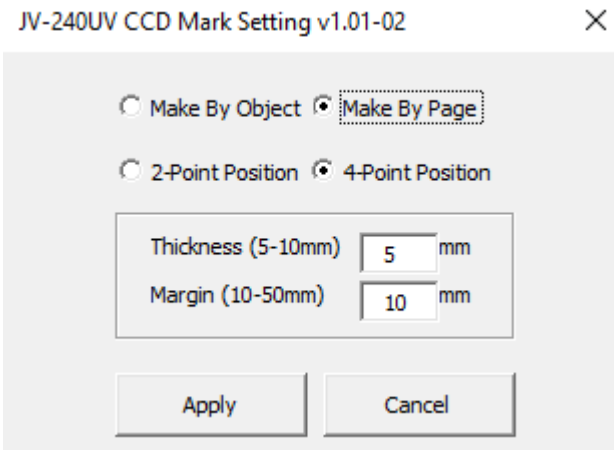 JV-240UV CCD Mark Setting v1.01-02
Make By Object Make By Page
2-Point Position 4-Point Position
Thickness (5-10mm) 5 mm
Margin (10-50mm) 10 mm
Apply Cancel